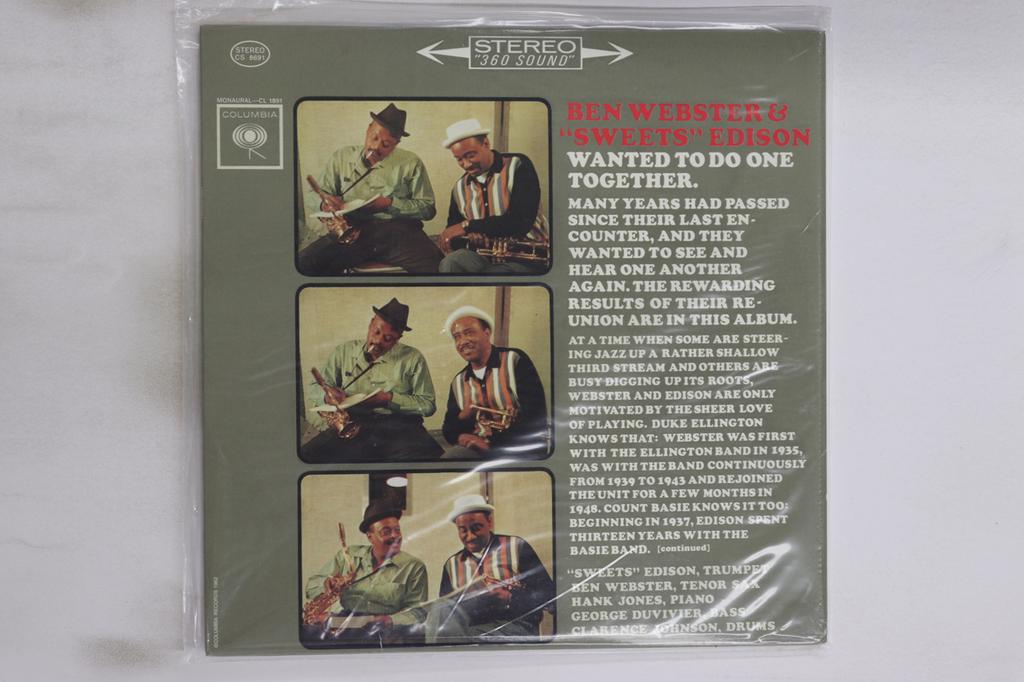 STEREO
CS 8691
STEREO
"360 SOUND"
MONAURAL—CL 1891
COLUMBIA
BEN WEBSTER &
"SWEETS" EDISON
WANTED TO DO ONE
TOGETHER.
MANY YEARS HAD PASSED
SINCE THEIR LAST EN-
COUNTER, AND THEY
WANTED TO SEE AND
HEAR ONE ANOTHER
AGAIN. THE REWARDING
RESULTS OF THEIR RE-
UNION ARE IN THIS ALBUM.
AT A TIME WHEN SOME ARE STEER-
ING JAZZ UP A RATHER SHALLOW
THIRD STREAM AND OTHERS ARE
BUSY DIGGING UP ITS ROOTS,
WEBSTER AND EDISON ARE ONLY
MOTIVATED BY THE SHEER LOVE
OF PLAYING. DUKE ELLINGTON
KNOWS THAT: WEBSTER WAS FIRST
WITH THE ELLINGTON BAND IN 1935,
WAS WITH THE BAND CONTINUOUSLY
FROM 1939 TO 1943 AND REJOINED
THE UNIT FOR A FEW MONTHS IN
1948. COUNT BASIE KNOWS IT TOO:
BEGINNING IN 1937, EDISON SPENT
THIRTEEN YEARS WITH THE
BASIE BAND. [continued]
"SWEETS" EDISON, TRUMPET
BEN WEBSTER, TENOR SAX
HANK JONES, PIANO
GEORGE DUVIVIER, BASS
CLARENCE JOHNSON, DRUMS
©COLUMBIA RECORDS 1962